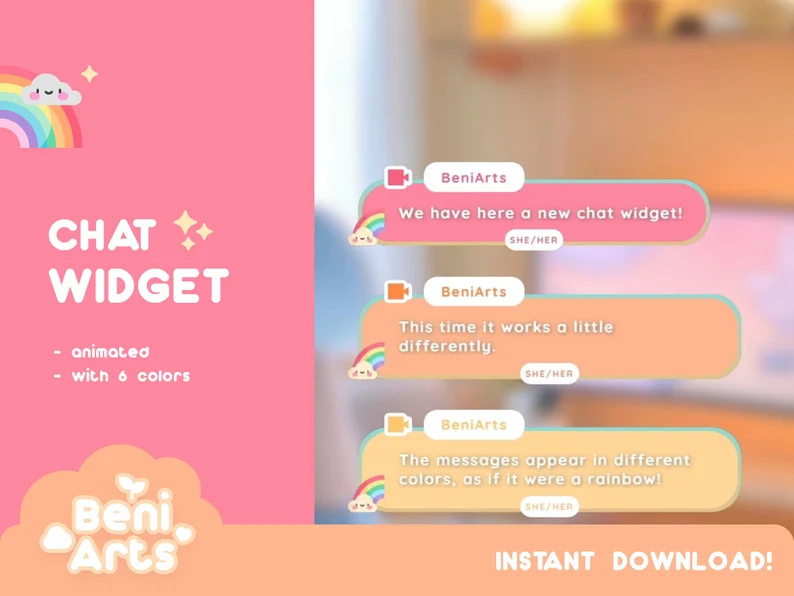 CHAT
WIDGET
- animated
- with 6 colors
BeniArts
We have here a new chat widget!
SHE/HER
BeniArts
This time it works a little
differently.
SHE/HER
BeniArts
The messages appear in different
colors, as if it were a rainbow!
SHE/HER
Beni
Arts
INSTANT DOWNLOAD!